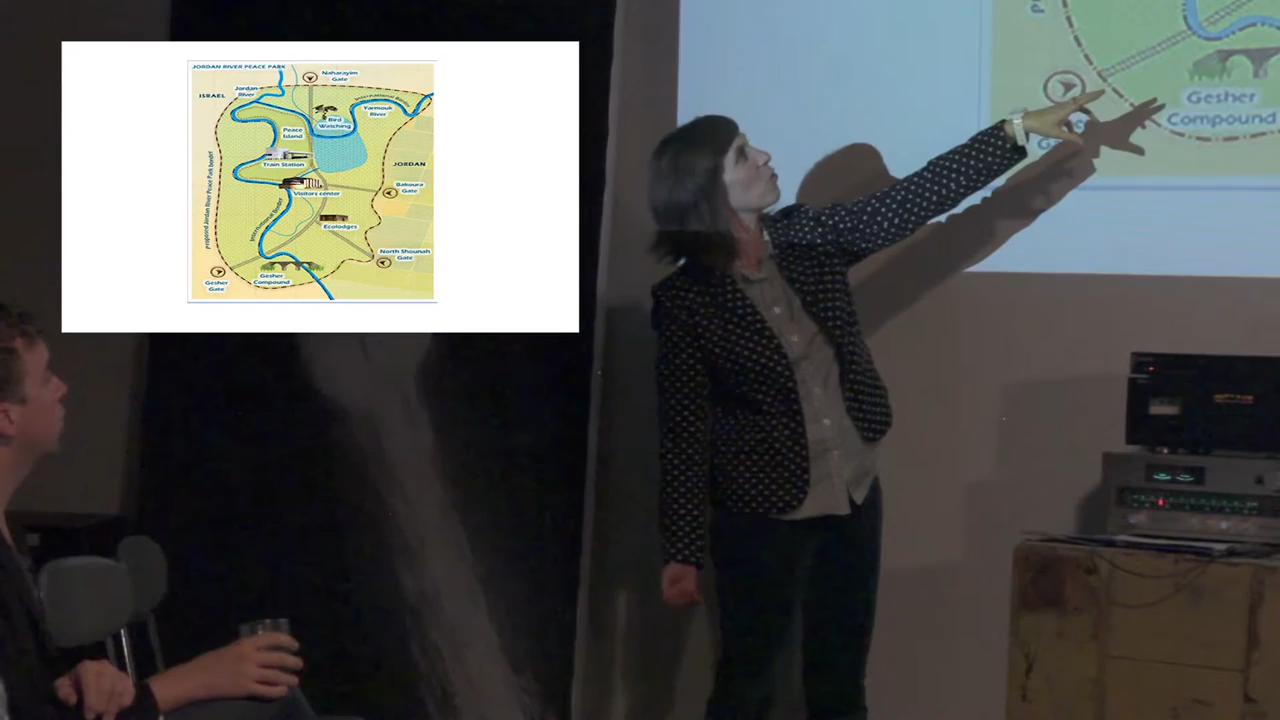 JORDAN RIVER PEACE PARK
Naharayim
Gate
ISRAEL
Jordan
River
International Border
Yarmouk
River
Bird
Watching
Peace
Island
Train Station
JORDAN
Visitors center
Bakoura
Gate
proposed Jordan River Peace Park border
International Border
Ecolodges
North Shounah
Gate
Gesher
Gate
Gesher
Compound
Gesher
Compound